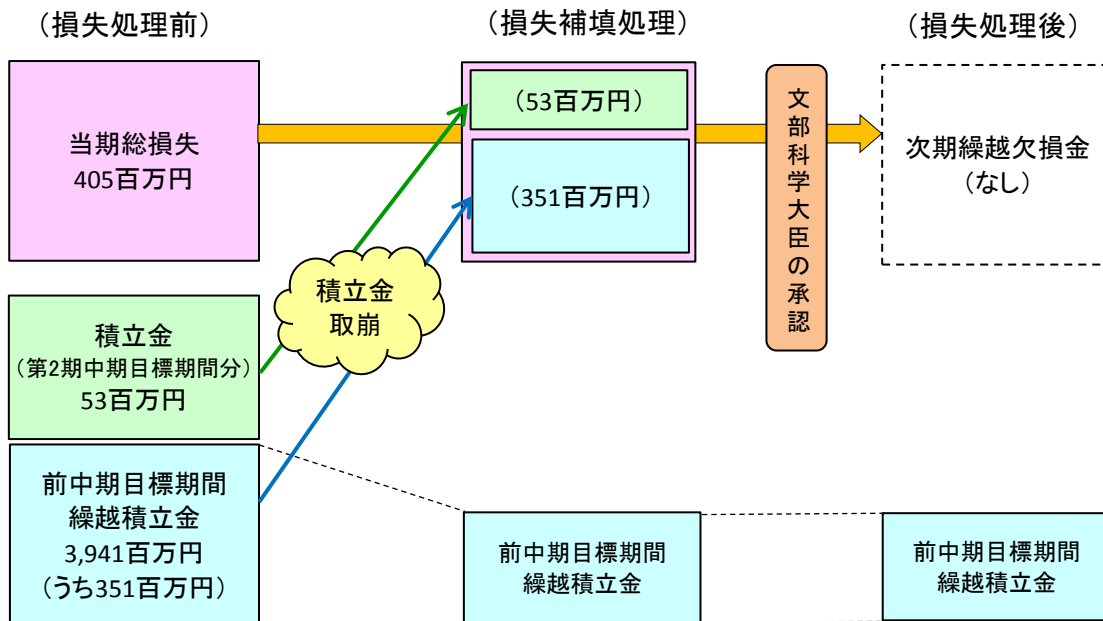 （損失処理前）
（損失補填処理）
（損失処理後）
当期総損失
405百万円
（53百万円）
（351百万円）
文部科学大臣の承認
次期繰越欠損金
（なし）
積立金
取崩
積立金
（第2期中期目標期間分）
53百万円
前中期目標期間
繰越積立金
3,941百万円
（うち351百万円）
前中期目標期間
繰越積立金
前中期目標期間
繰越積立金